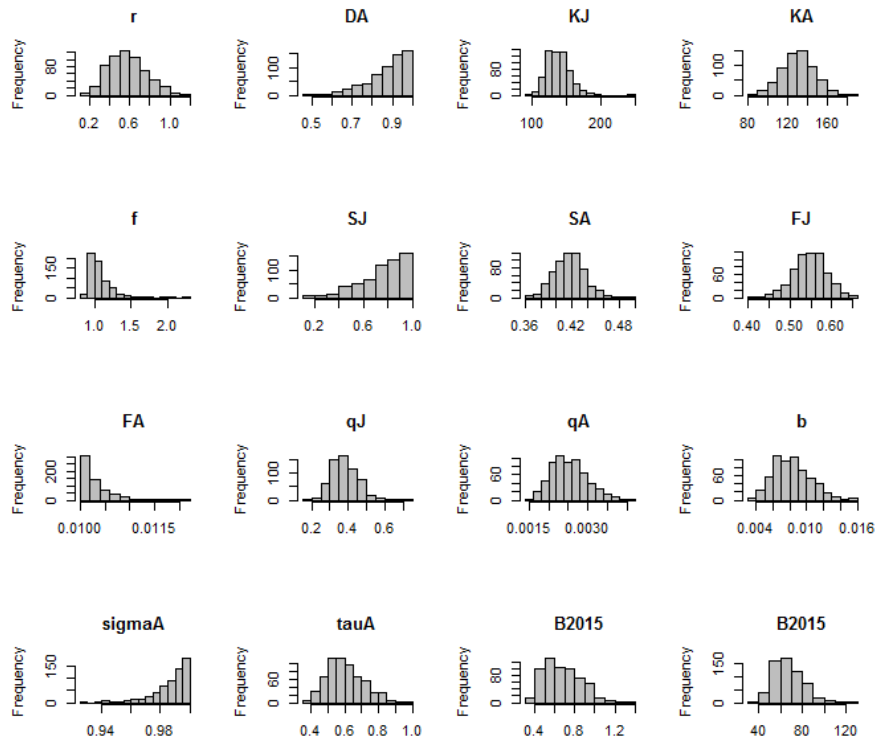 r DA KJ KA
Frequency 0 80 0.2 0.6 1.0
Frequency 0 100 0.5 0.7 0.9
Frequency 0 80 100 200
Frequency 0 100 80 120 160
f SJ SA FJ
Frequency 0 150 1.0 1.5 2.0
Frequency 0 100 0.2 0.6 1.0
Frequency 0 80 0.36 0.42 0.48
Frequency 0 60 0.40 0.50 0.60
FA qJ qA b
Frequency 0 200 0.0100 0.0115
Frequency 0 100 0.2 0.4 0.6
Frequency 0 60 0.0015 0.0030
Frequency 0 60 0.004 0.010 0.016
sigmaA tauA B2015 B2015
Frequency 0 150 0.94 0.98
Frequency 0 60 0.4 0.6 0.8 1.0
Frequency 0 80 0.4 0.8 1.2
Frequency 0 150 40 80 120